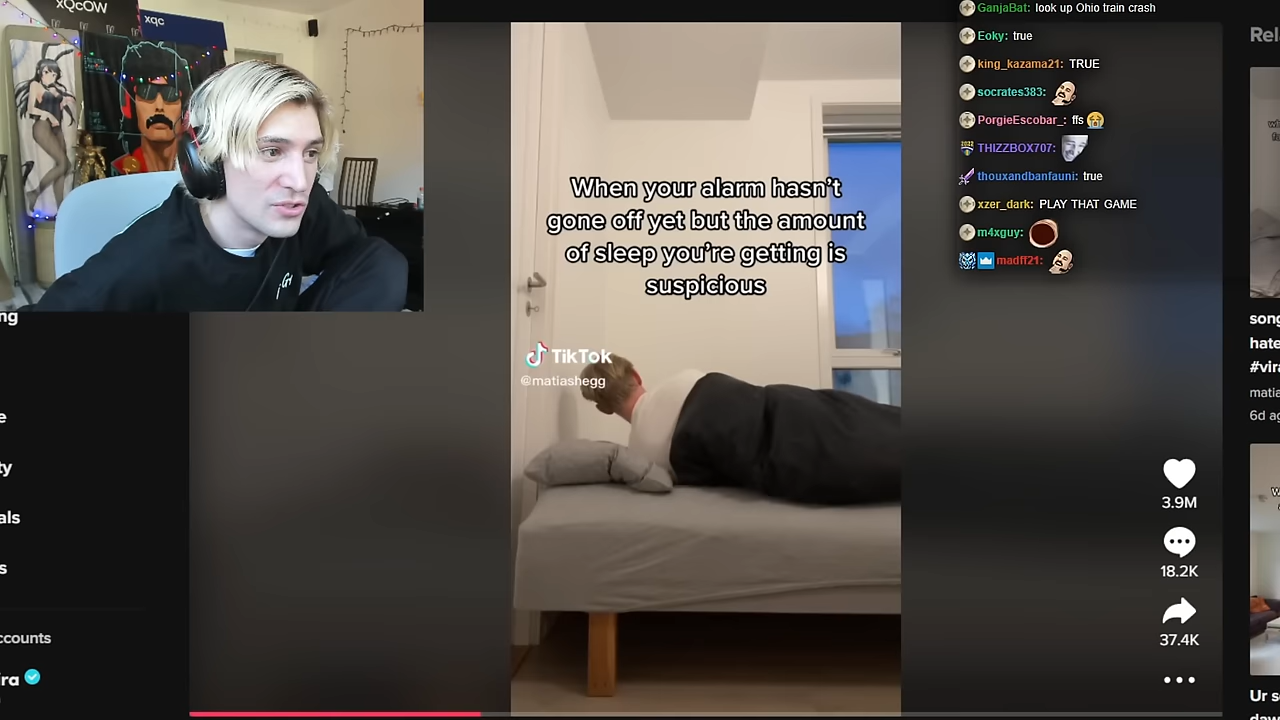 xQcOW
xqc
GanjaBat: look up Ohio train crash
Eoky: true
king_kazama21: TRUE
socrates383:
PorgieEscobar_: ffs
THIZZBOX707:
thouxandbanfauni: true
xzer_dark: PLAY THAT GAME
m4xguy:
madff21:
When your alarm hasn't
gone off yet but the amount
of sleep you're getting is
suspicious
TikTok
@matiashegg
3.9M
18.2K
37.4K
ng
e
ty
als
s
ccounts
ra
Rel
song
hate
#vira
matia
6d ag
Ur s